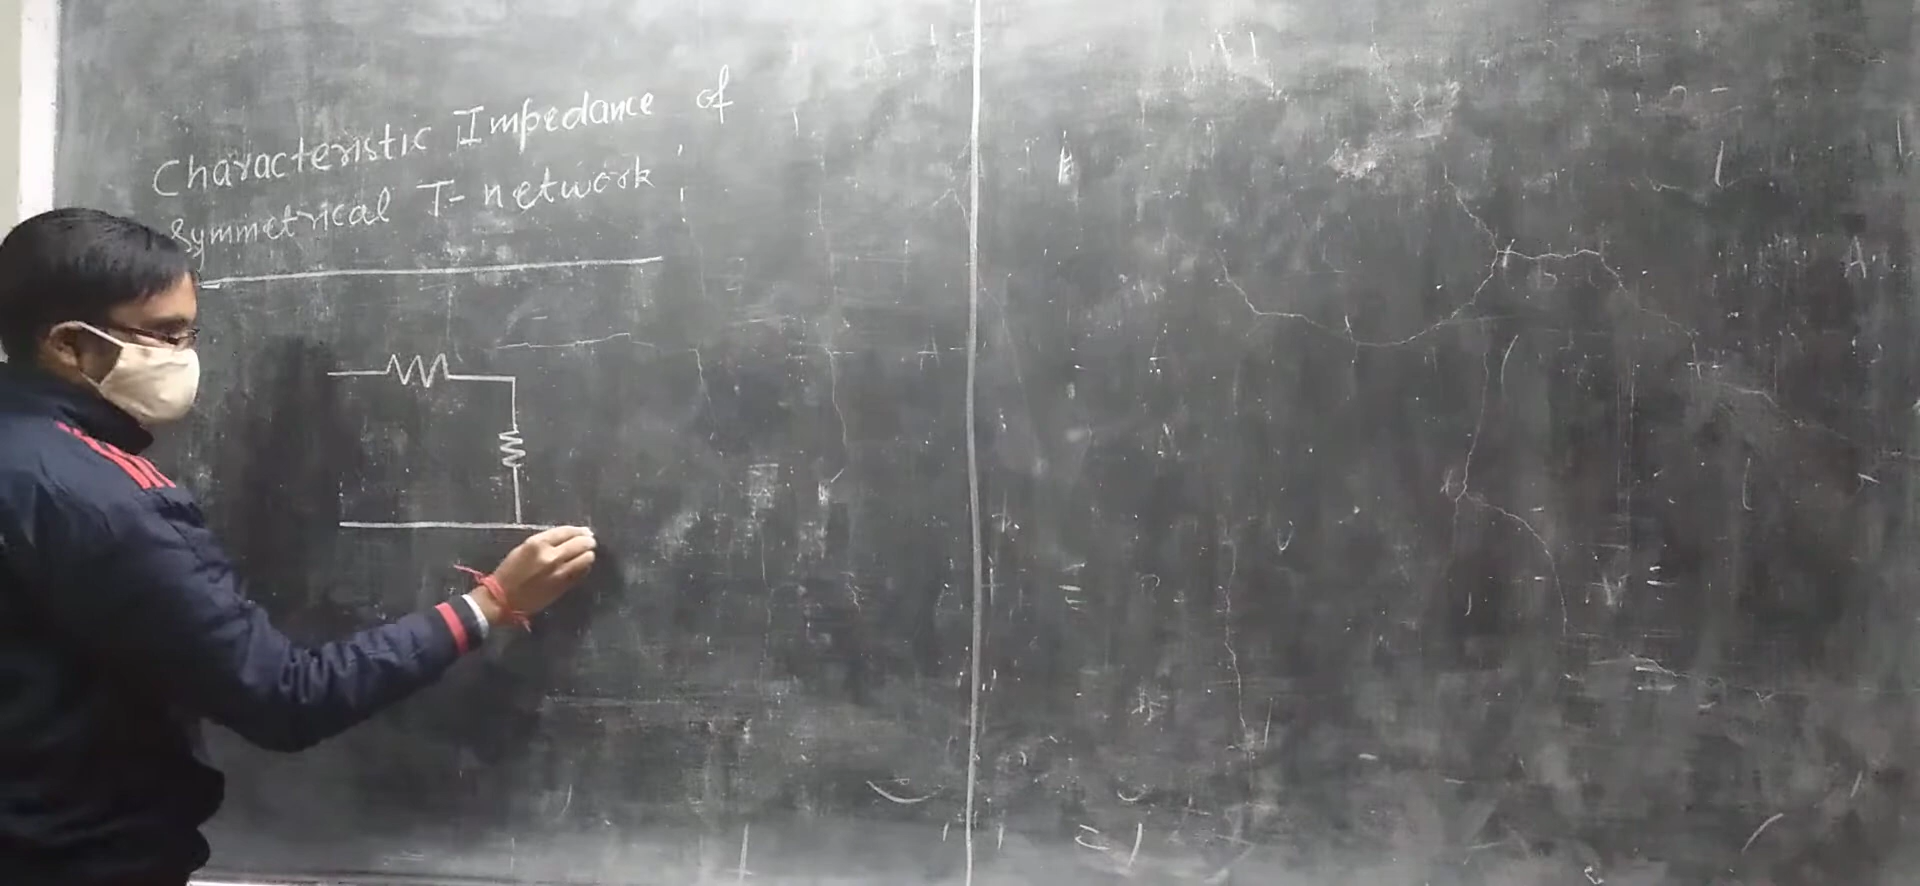 Characteristic Impedance of
Symmetrical T-network :